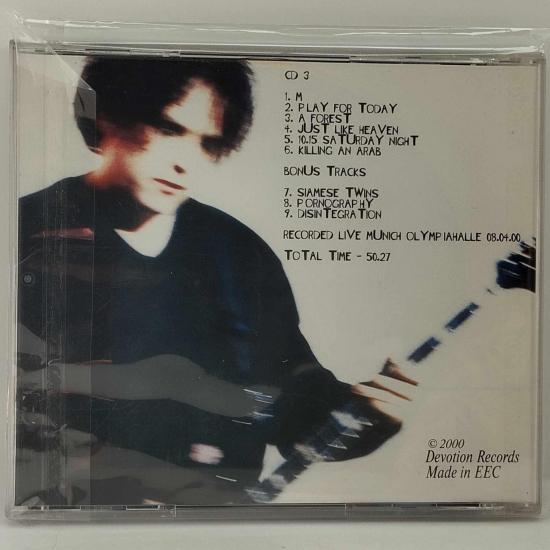 CD 3
1. M
2. PLAY FOR TODAY
3. A FOREST
4. JUST LIKE HEAVEN
5. 10.15 SATURDAY NIGHT
6. KILLING AN ARAB
BONUS TRACKS
7. SIAMESE TWINS
8. PORNOGRAPHY
9. DISINTEGRATION
RECORDED LIVE MUNICH OLYMPIAHALLE 08.04.00
TOTAL TIME - 50.27
© 2000
Devotion Records
Made in EEC